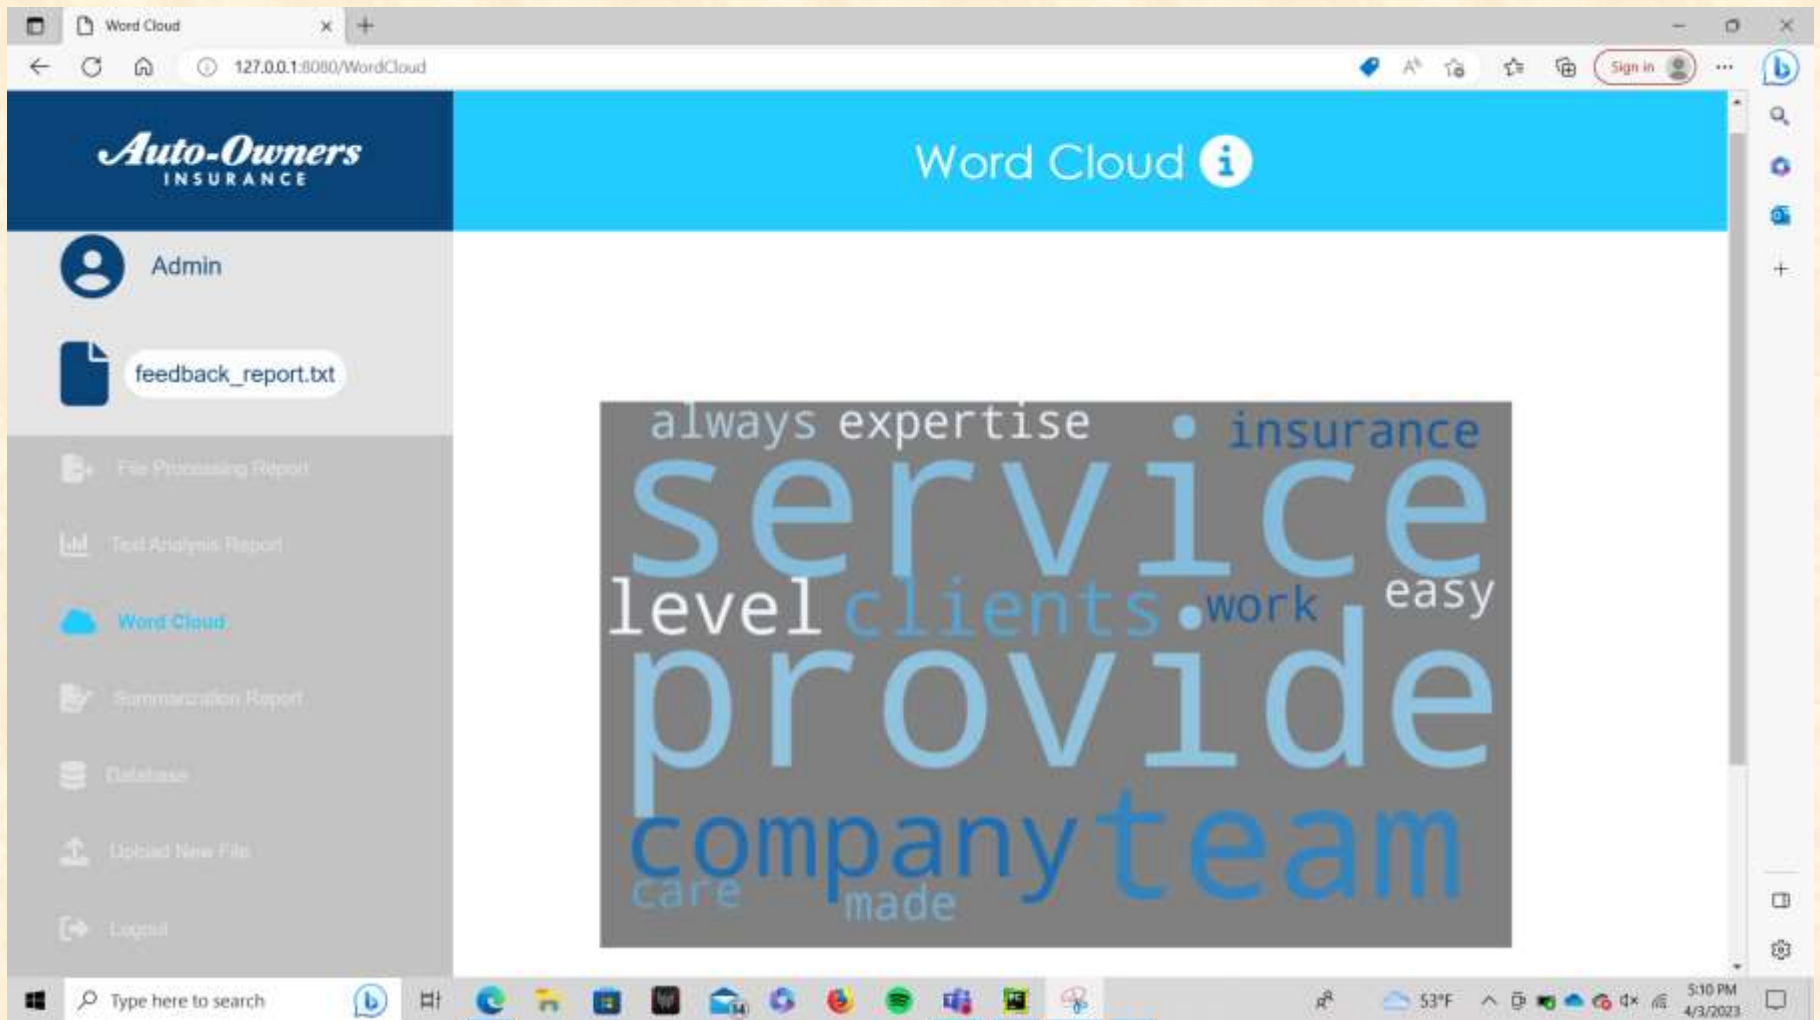 Word Cloud
127.0.0.1:8080/WordCloud
Sign in
Auto-Owners
INSURANCE
Word Cloud
Admin
feedback_report.txt
File Processing Report
Text Analysis Report
Word Cloud
Summarization Report
Database
Upload New File
Logout
always expertise insurance
service
level clients work easy
provide
company team
care made
Type here to search
53°F
5:10 PM
4/3/2023